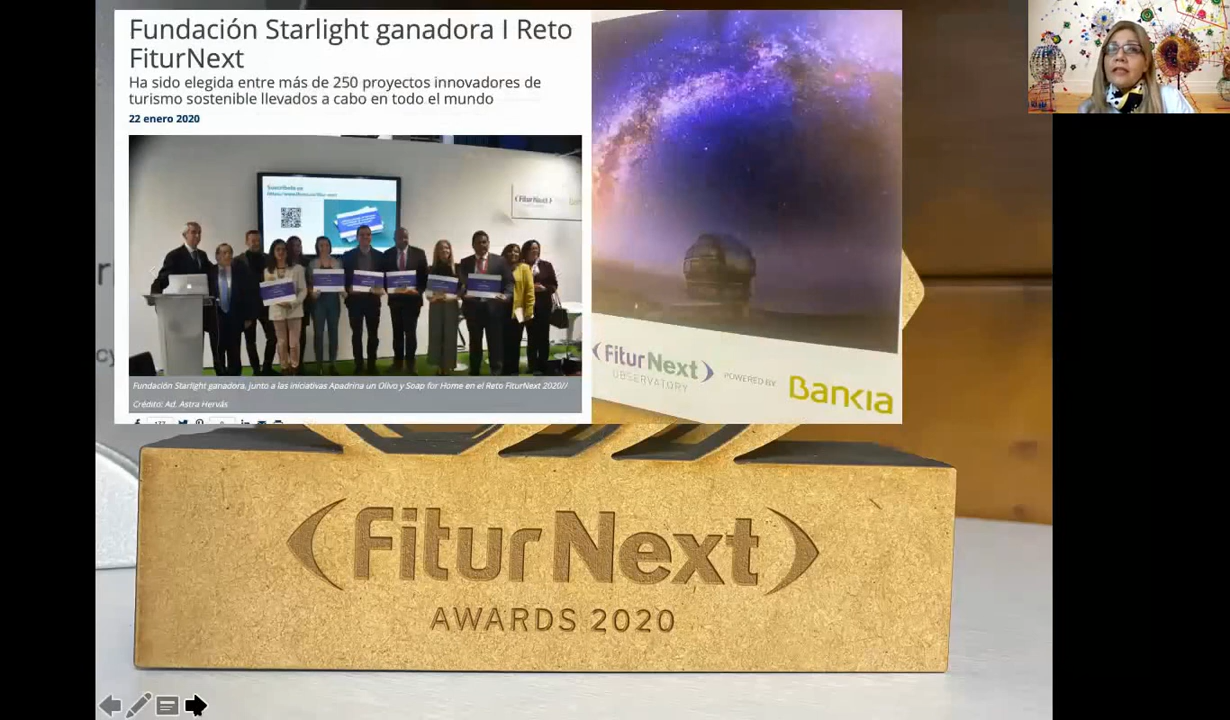 Fundación Starlight ganadora I Reto
FiturNext
Ha sido elegida entre más de 250 proyectos innovadores de
turismo sostenible llevados a cabo en todo el mundo
22 enero 2020
FiturNext
Fundación Starlight ganadora, junto a las iniciativas Apadrina un Olivo y Soap for Home en el Reto FiturNext 2020//
Crédito: Ad. Astra Hervás
FiturNext
OBSERVATORY
POWERED BY
Bankia
FiturNext
AWARDS 2020